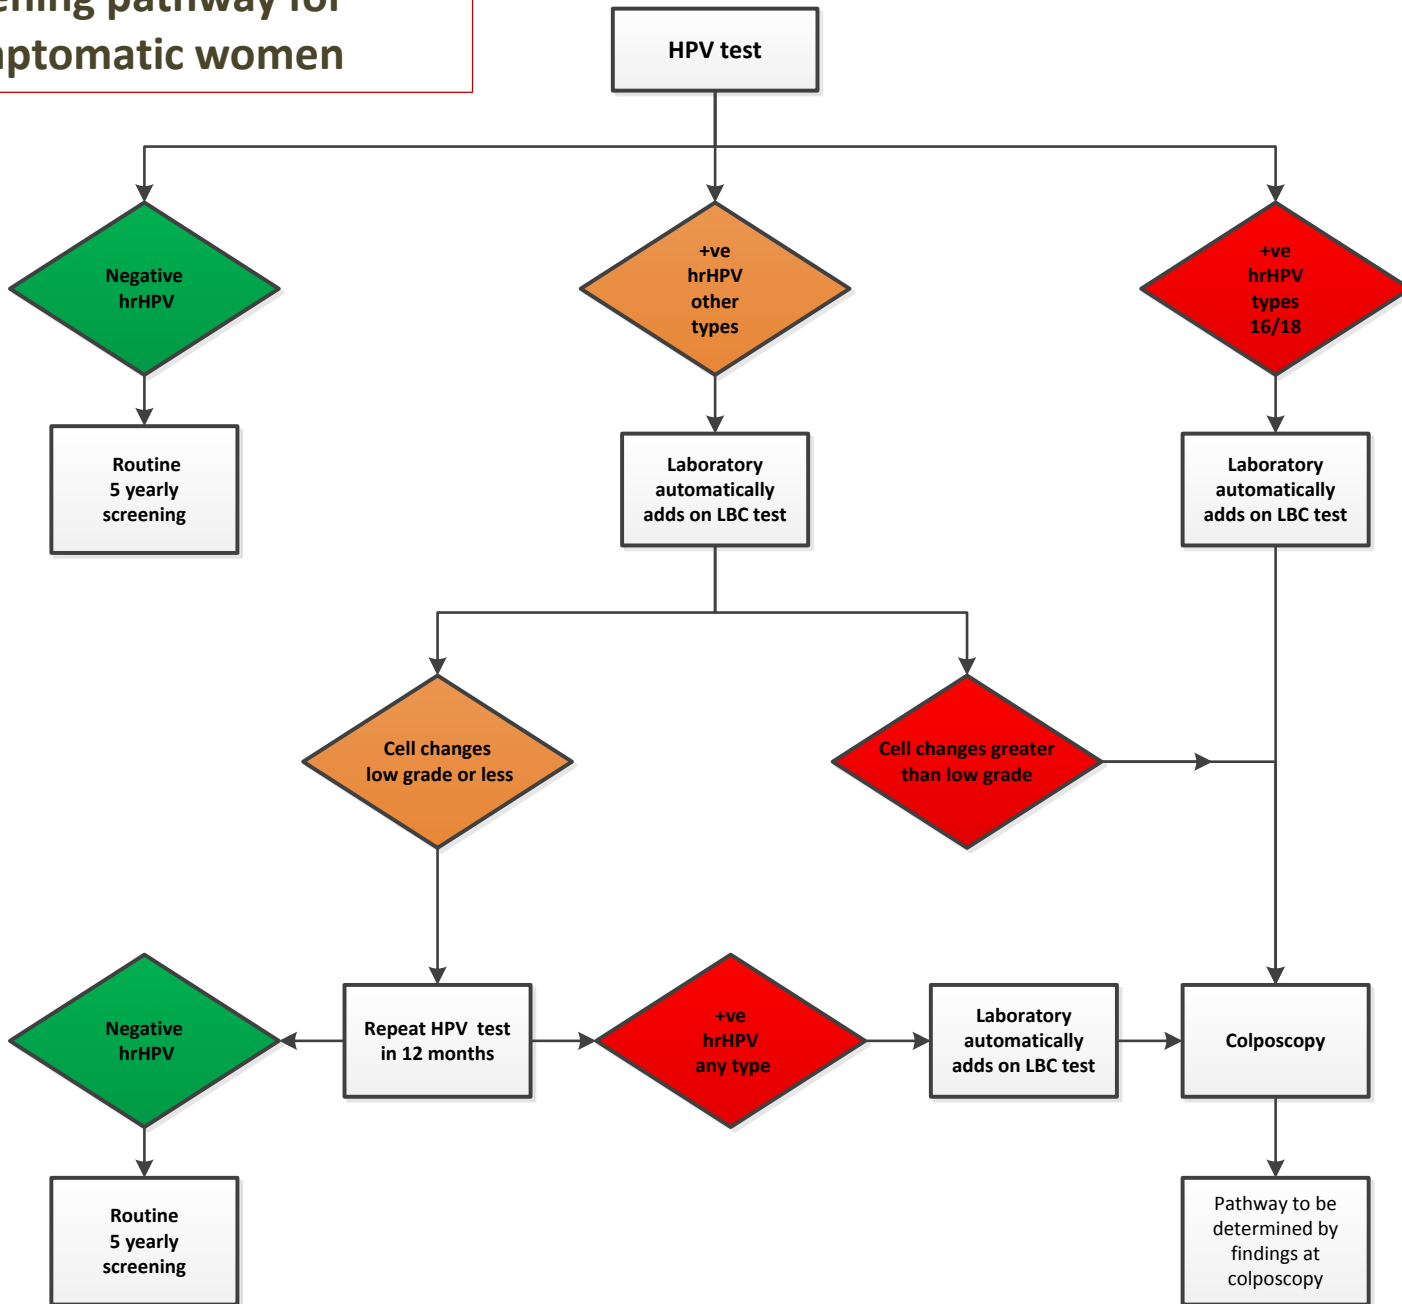 pathway for
women
HPV test
Negative
hrHPV
+ve
hrHPV
other
types
+ve
hrHPV
types
16/18
Routine
5 yearly
screening
Laboratory
automatically
adds on LBC test
Laboratory
automatically
adds on LBC test
Cell changes
low grade or less
Cell changes greater
than low grade
Negative
hrHPV
Repeat HPV test
in 12 months
+ve
hrHPV
any type
Laboratory
automatically
adds on LBC test
Colposcopy
Routine
5 yearly
screening
Pathway to be
determined by
findings at
colposcopy